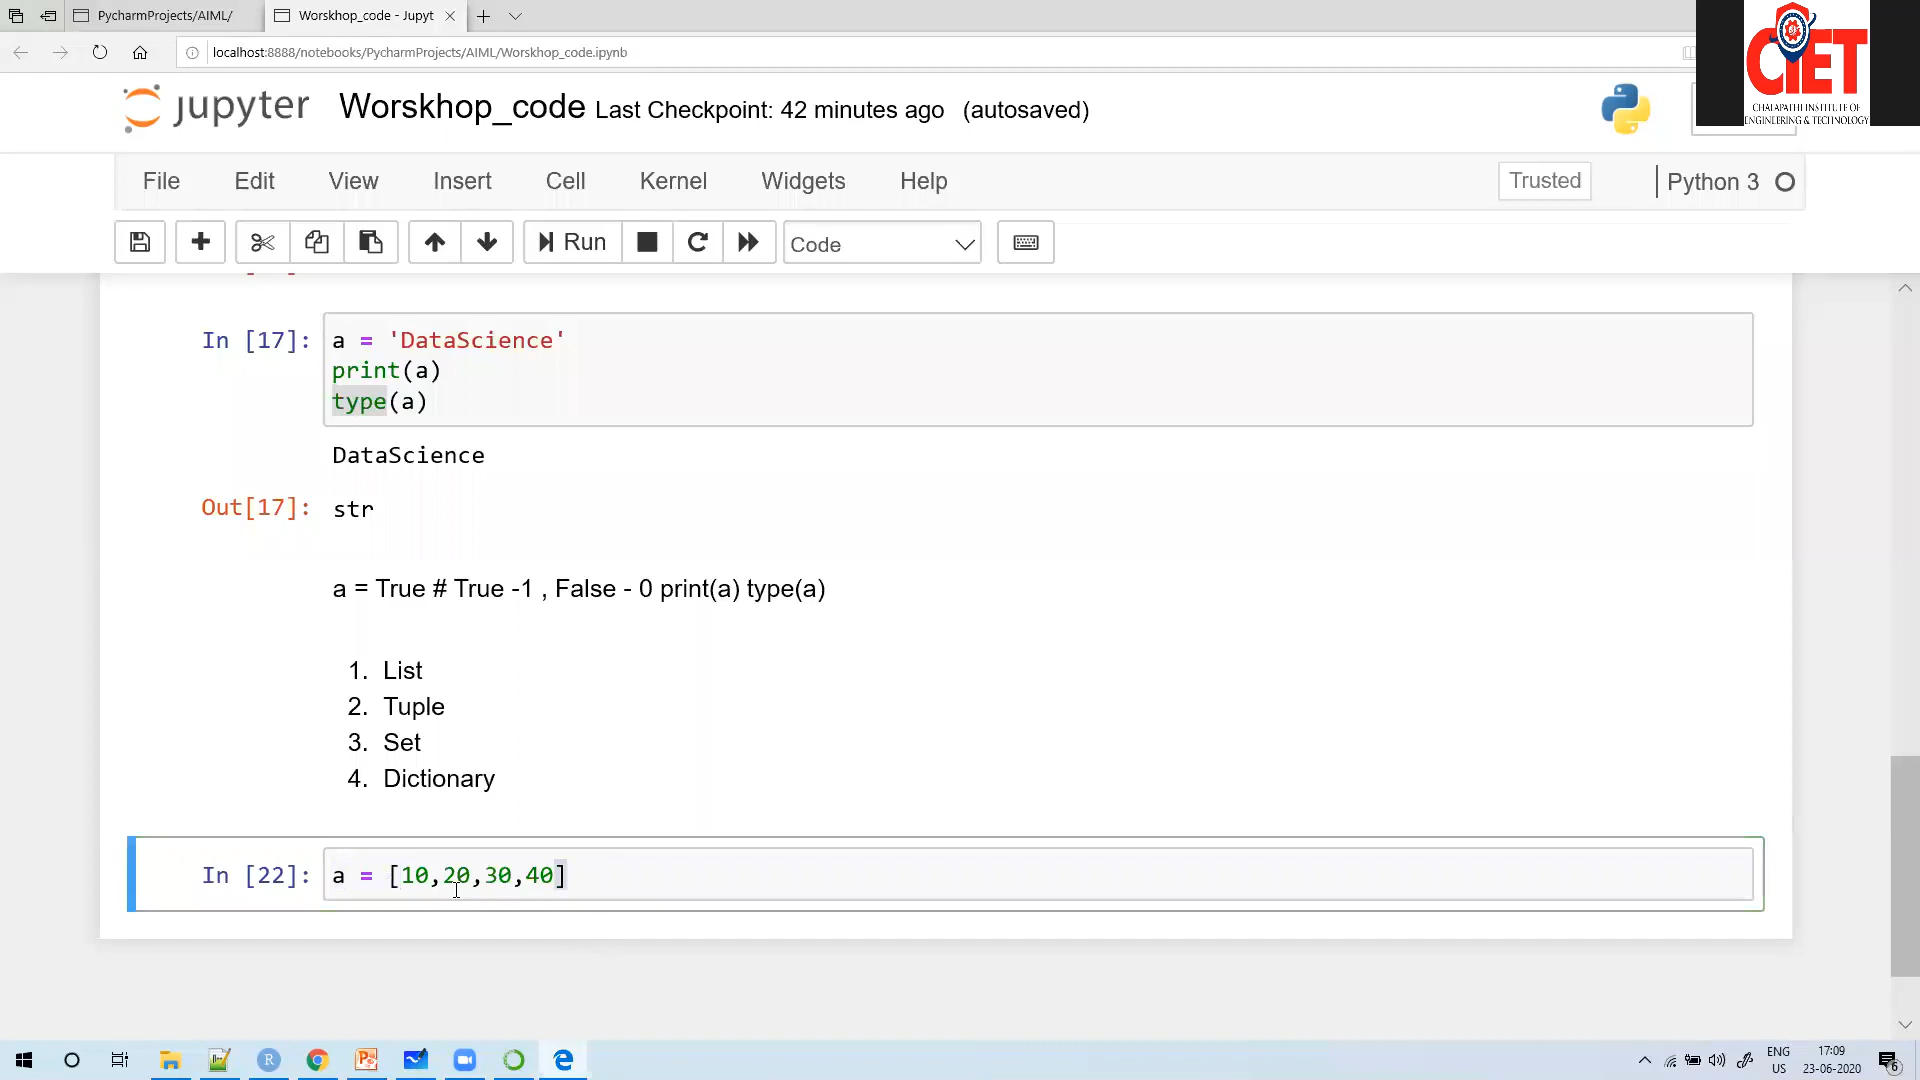 PycharmProjects/AIML/
Worskhop_code - Jupyt
localhost:8888/notebooks/PycharmProjects/AIML/Worskhop_code.ipynb
CIET
CHALAPATHI INSTITUTE OF
ENGINEERING & TECHNOLOGY
jupyter Worskhop_code Last Checkpoint: 42 minutes ago (autosaved)
File Edit View Insert Cell Kernel Widgets Help Trusted Python 3
Run Code
In [17]: a = 'DataScience'
print(a)
type(a)
DataScience
Out[17]: str
a = True # True -1 , False - 0 print(a) type(a)
1. List
2. Tuple
3. Set
4. Dictionary
In [22]: a = [10,20,30,40]
ENG
US
17:09
23-06-2020
6